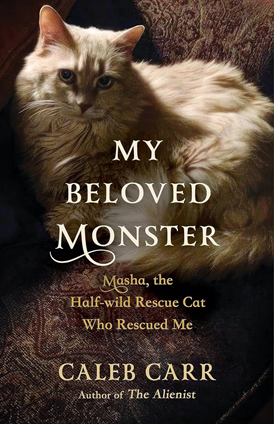 MY
BELOVED
MONSTER
Masha, the
Half-wild Rescue Cat
Who Rescued Me
CALEB CARR
Author of The Alienist